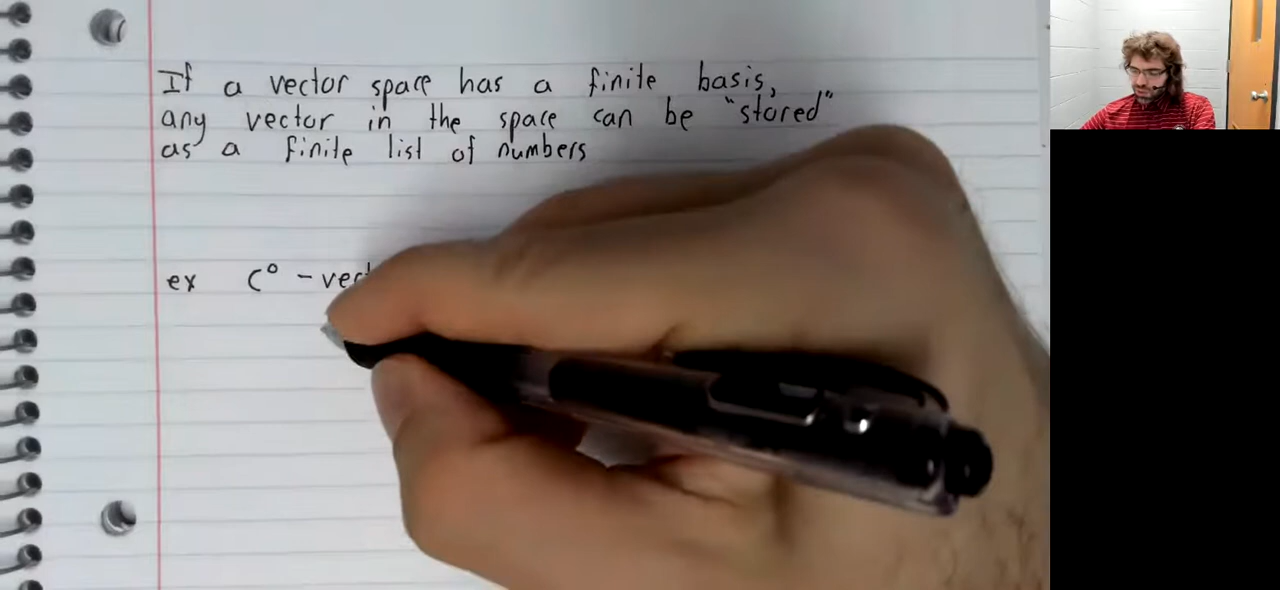 If a vector space has a finite basis,
any vector in the space can be "stored"
as a finite list of numbers
ex C° -